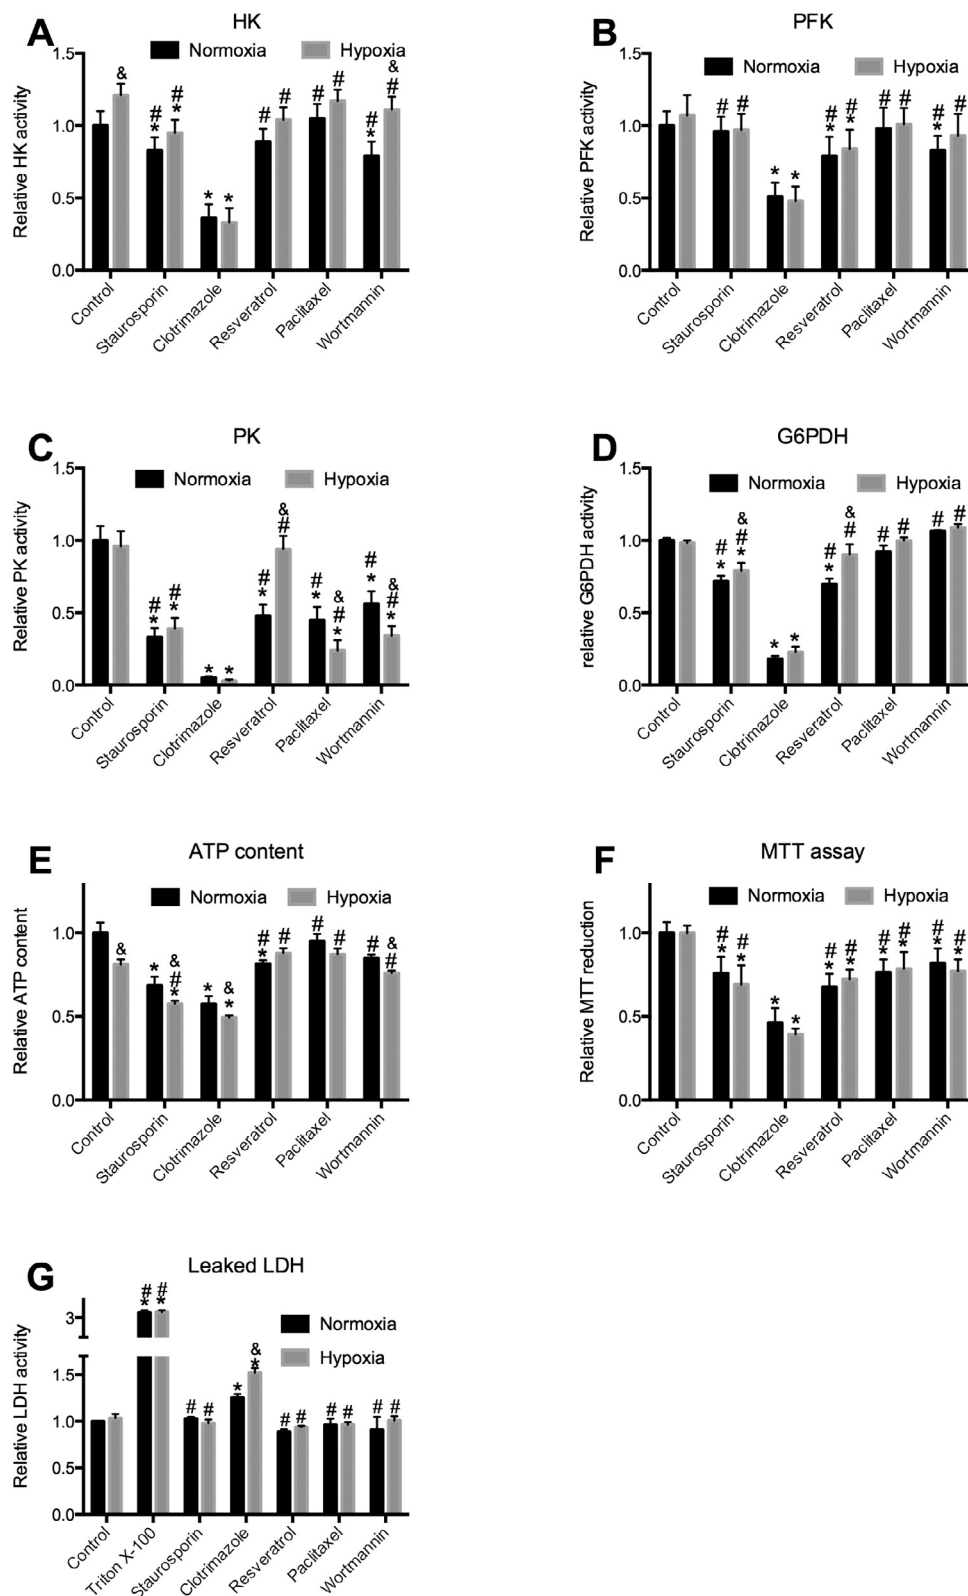 A
HK
Normoxia
Hypoxia
Relative HK activity
1.5
1.0
0.5
0.0
&
#
*
#
*
*
*
#
#
#
#
#
*
&
#
Control
Staurosporin
Clotrimazole
Resveratrol
Paclitaxel
Wortmannin
B
PFK
Normoxia
Hypoxia
Relative PFK activity
1.5
1.0
0.5
0.0
#
#
*
*
#
*
#
*
#
#
#
*
#
Control
Staurosporin
Clotrimazole
Resveratrol
Paclitaxel
Wortmannin
C
PK
Normoxia
Hypoxia
Relative PK activity
1.5
1.0
0.5
0.0
#
*
#
*
*
*
#
*
&
#
#
*
&
#
*
#
*
&
#
*
Control
Staurosporin
Clotrimazole
Resveratrol
Paclitaxel
Wortmannin
D
G6PDH
Normoxia
Hypoxia
relative G6PDH activity
1.5
1.0
0.5
0.0
#
*
&
#
*
*
*
#
*
&
#
#
#
#
#
Control
Staurosporin
Clotrimazole
Resveratrol
Paclitaxel
Wortmannin
E
ATP content
Normoxia
Hypoxia
Relative ATP content
1.0
0.5
0.0
&
*
&
#
*
*
&
*
#
*
#
#
#
#
&
#
Control
Staurosporin
Clotrimazole
Resveratrol
Paclitaxel
Wortmannin
F
MTT assay
Normoxia
Hypoxia
Relative MTT reduction
1.0
0.5
0.0
#
*
#
*
*
*
#
*
#
*
#
*
#
*
#
*
#
*
Control
Staurosporin
Clotrimazole
Resveratrol
Paclitaxel
Wortmannin
G
Leaked LDH
Normoxia
Hypoxia
Relative LDH activity
3
1.5
1.0
0.5
0.0
#
*
#
*
#
#
*
&
*
#
#
#
#
#
#
Control
Triton X-100
Staurosporin
Clotrimazole
Resveratrol
Paclitaxel
Wortmannin